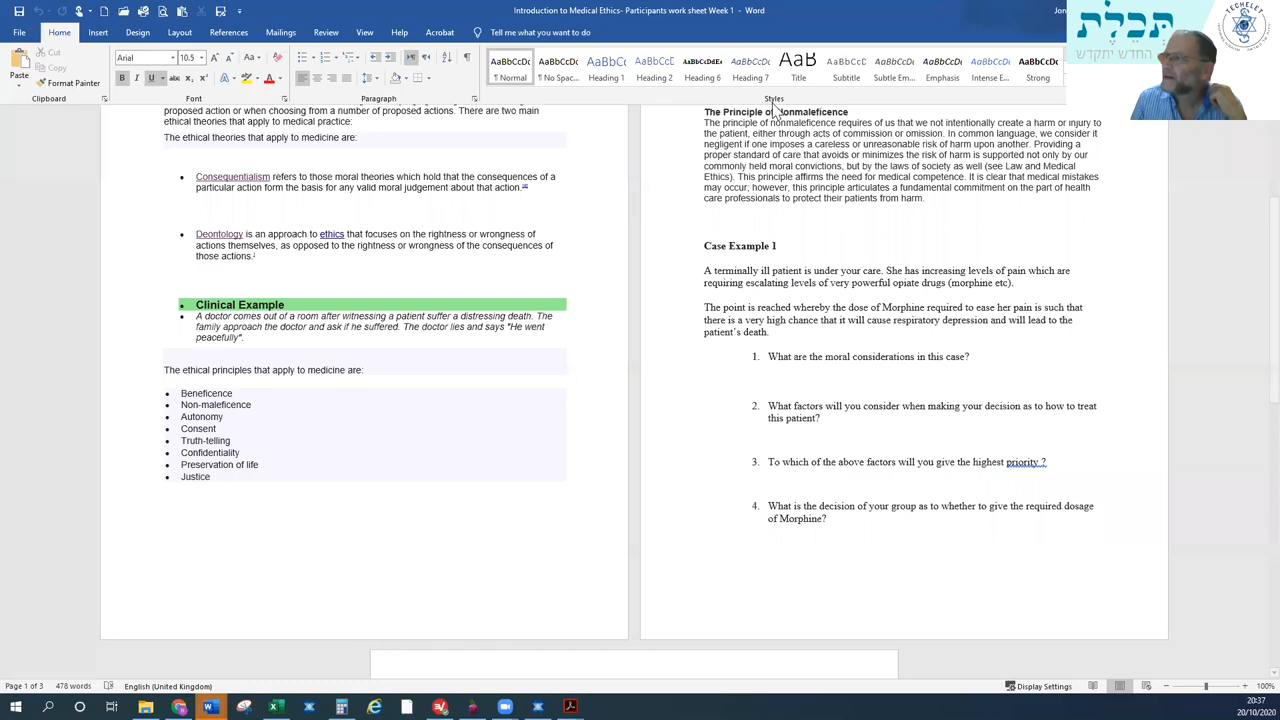 Introduction to Medical Ethics- Participants work sheet Week 1 - Word
Jon
File
Home
Insert
Design
Layout
References
Mailings
Review
View
Help
Acrobat
Tell me what you want to do
Paste
Cut
Copy
Format Painter
Clipboard
Arial
10.5
Font
Paragraph
AaBbCcDc
¶ Normal
AaBbCcDc
¶ No Spac...
AaBbC
Heading 1
AaBbCcD
Heading 2
AaBbCcDdEe
Heading 6
AaBbCcDc
Heading 7
AaB
Title
AaBbCcD
Subtitle
AaBbCcDc
Subtle Em...
AaBbCcDc
Emphasis
AaBbCcDc
Intense E...
AaBbCcDc
Strong
Styles
תכלת
החדש יתקדש
TECHELET
proposed action or when choosing from a number of proposed actions. There are two main
ethical theories that apply to medical practice:
The ethical theories that apply to medicine are:
• Consequentialism refers to those moral theories which hold that the consequences of a
particular action form the basis for any valid moral judgement about that action.
• Deontology is an approach to ethics that focuses on the rightness or wrongness of
actions themselves, as opposed to the rightness or wrongness of the consequences of
those actions.
• Clinical Example
• A doctor comes out of a room after witnessing a patient suffer a distressing death. The
family approach the doctor and ask if he suffered. The doctor lies and says "He went
peacefully".
The ethical principles that apply to medicine are:
• Beneficence
• Non-maleficence
• Autonomy
• Consent
• Truth-telling
• Confidentiality
• Preservation of life
• Justice
The Principle of Nonmaleficence
The principle of nonmaleficence requires of us that we not intentionally create a harm or injury to
the patient, either through acts of commission or omission. In common language, we consider it
negligent if one imposes a careless or unreasonable risk of harm upon another. Providing a
proper standard of care that avoids or minimizes the risk of harm is supported not only by our
commonly held moral convictions, but by the laws of society as well (see Law and Medical
Ethics). This principle affirms the need for medical competence. It is clear that medical mistakes
may occur; however, this principle articulates a fundamental commitment on the part of health
care professionals to protect their patients from harm.
Case Example 1
A terminally ill patient is under your care. She has increasing levels of pain which are
requiring escalating levels of very powerful opiate drugs (morphine etc).
The point is reached whereby the dose of Morphine required to ease her pain is such that
there is a very high chance that it will cause respiratory depression and will lead to the
patient's death.
1. What are the moral considerations in this case?
2. What factors will you consider when making your decision as to how to treat
this patient?
3. To which of the above factors will you give the highest priority ?
4. What is the decision of your group as to whether to give the required dosage
of Morphine?
Page 1 of 3
478 words
English (United Kingdom)
Display Settings
100%
20:37
20/10/2020